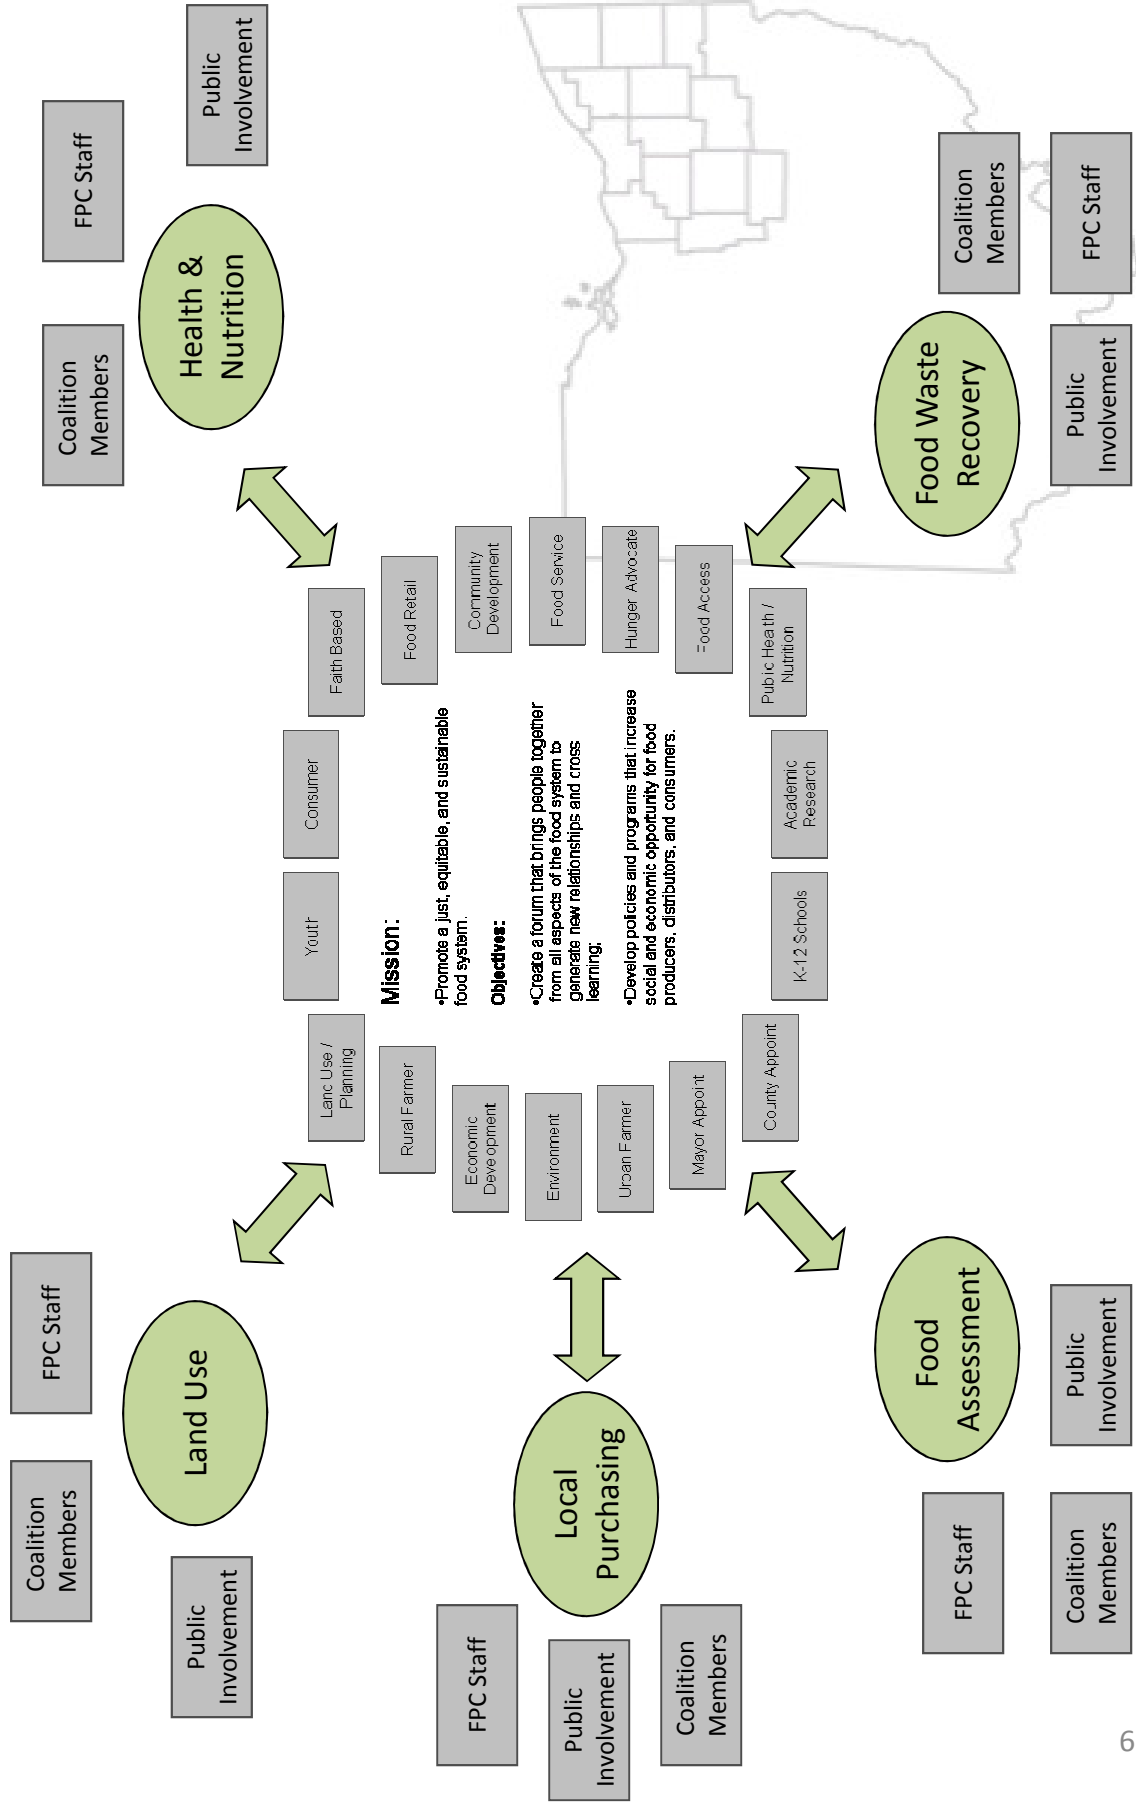 Coalition
Members
FPC Staff
Public
Involvement
Land Use
Coalition
Members
FPC Staff
Public
Involvement
Health &
Nutrition
Land Use /
Planning
Youth
Consumer
Faith Based
Rural Farmer
Economic
Development
Environment
Urban Farmer
Mayor Appoint
County Appoint
Mission:
•Promote a just, equitable, and sustainable
food system.
Objectives:
•Create a forum that brings people together
from all aspects of the food system to
generate new relationships and cross
learning;
•Develop policies and programs that increase
social and economic opportunity for food
producers, distributors, and consumers.
Food Retail
Community
Development
Food Service
Hunger Advocate
Food Access
Public Health /
Nutrition
K-12 Schools
Academic
Research
FPC Staff
Public
Involvement
Coalition
Members
Local
Purchasing
Food
Assessment
FPC Staff
Coalition
Members
Public
Involvement
Food Waste
Recovery
Coalition
Members
Public
Involvement
FPC Staff
6